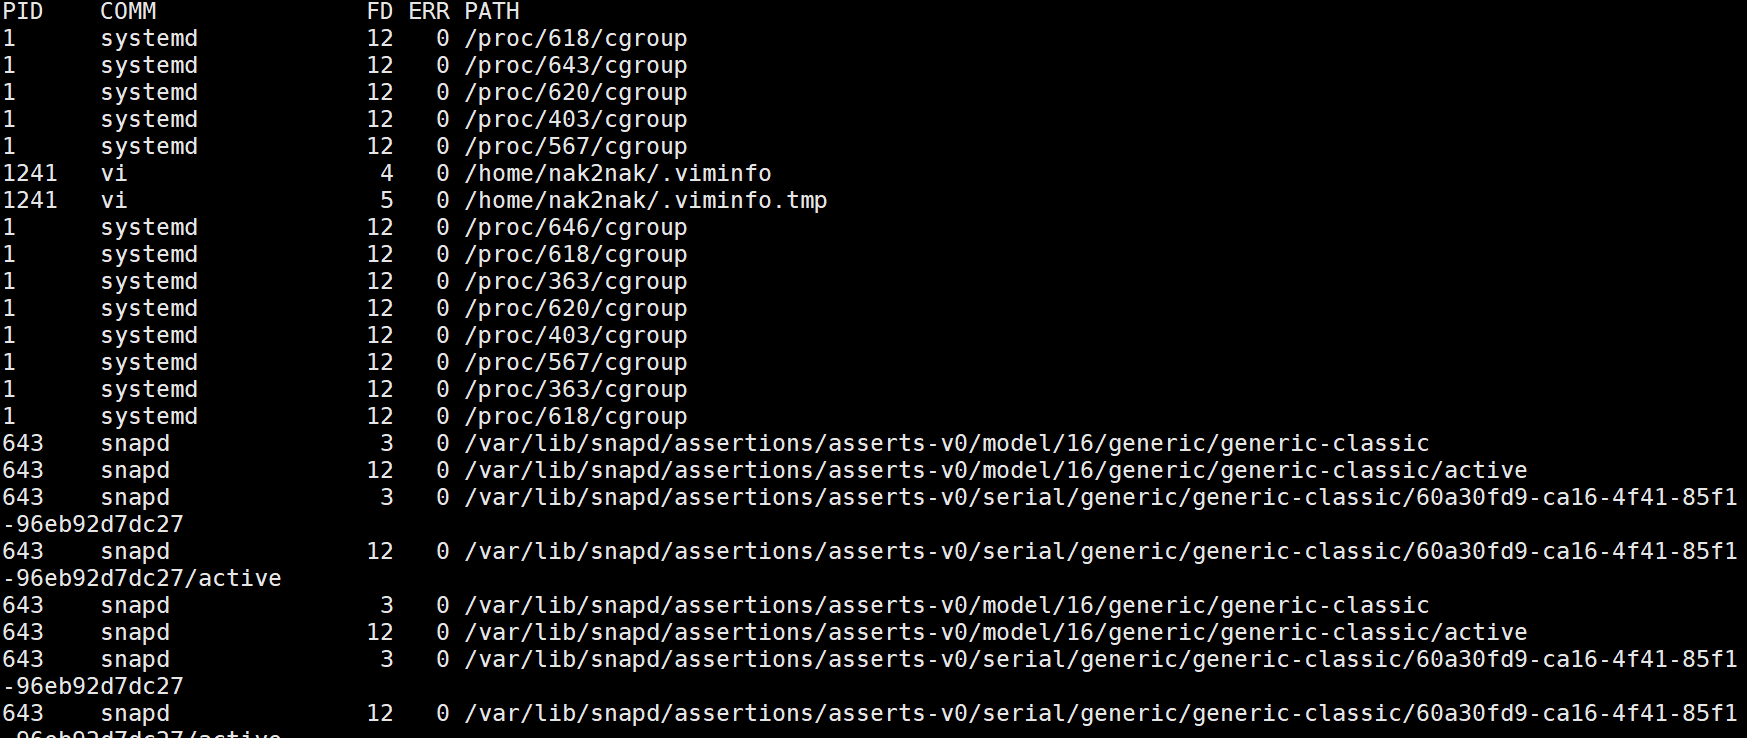 PID    COMM               FD ERR PATH
1      systemd            12   0 /proc/618/cgroup
1      systemd            12   0 /proc/643/cgroup
1      systemd            12   0 /proc/620/cgroup
1      systemd            12   0 /proc/403/cgroup
1      systemd            12   0 /proc/567/cgroup
1241   vi                  4   0 /home/nak2nak/.viminfo
1241   vi                  5   0 /home/nak2nak/.viminfo.tmp
1      systemd            12   0 /proc/646/cgroup
1      systemd            12   0 /proc/618/cgroup
1      systemd            12   0 /proc/363/cgroup
1      systemd            12   0 /proc/620/cgroup
1      systemd            12   0 /proc/403/cgroup
1      systemd            12   0 /proc/567/cgroup
1      systemd            12   0 /proc/363/cgroup
1      systemd            12   0 /proc/618/cgroup
643    snapd               3   0 /var/lib/snapd/assertions/asserts-v0/model/16/generic/generic-classic
643    snapd              12   0 /var/lib/snapd/assertions/asserts-v0/model/16/generic/generic-classic/active
643    snapd               3   0 /var/lib/snapd/assertions/asserts-v0/serial/generic/generic-classic/60a30fd9-ca16-4f41-85f1
-96eb92d7dc27
643    snapd              12   0 /var/lib/snapd/assertions/asserts-v0/serial/generic/generic-classic/60a30fd9-ca16-4f41-85f1
-96eb92d7dc27/active
643    snapd               3   0 /var/lib/snapd/assertions/asserts-v0/model/16/generic/generic-classic
643    snapd              12   0 /var/lib/snapd/assertions/asserts-v0/model/16/generic/generic-classic/active
643    snapd               3   0 /var/lib/snapd/assertions/asserts-v0/serial/generic/generic-classic/60a30fd9-ca16-4f41-85f1
-96eb92d7dc27
643    snapd              12   0 /var/lib/snapd/assertions/asserts-v0/serial/generic/generic-classic/60a30fd9-ca16-4f41-85f1
-96eb92d7dc27/active